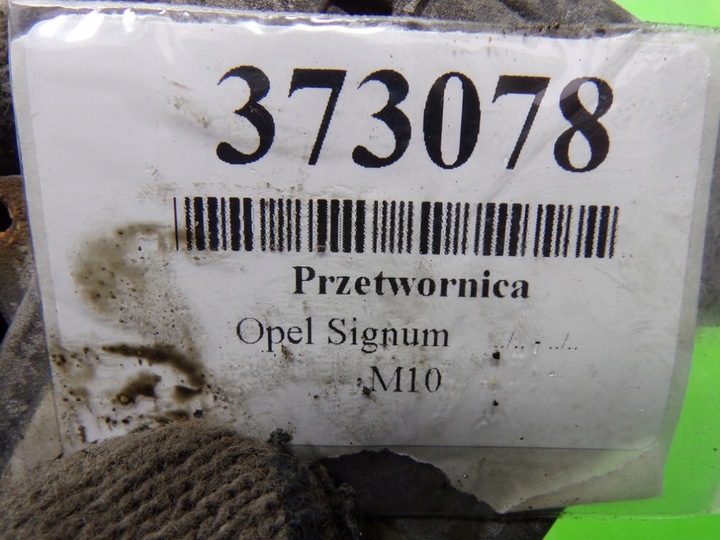 373078
Przetwornica
Opel Signum ../.. - ../..
M10